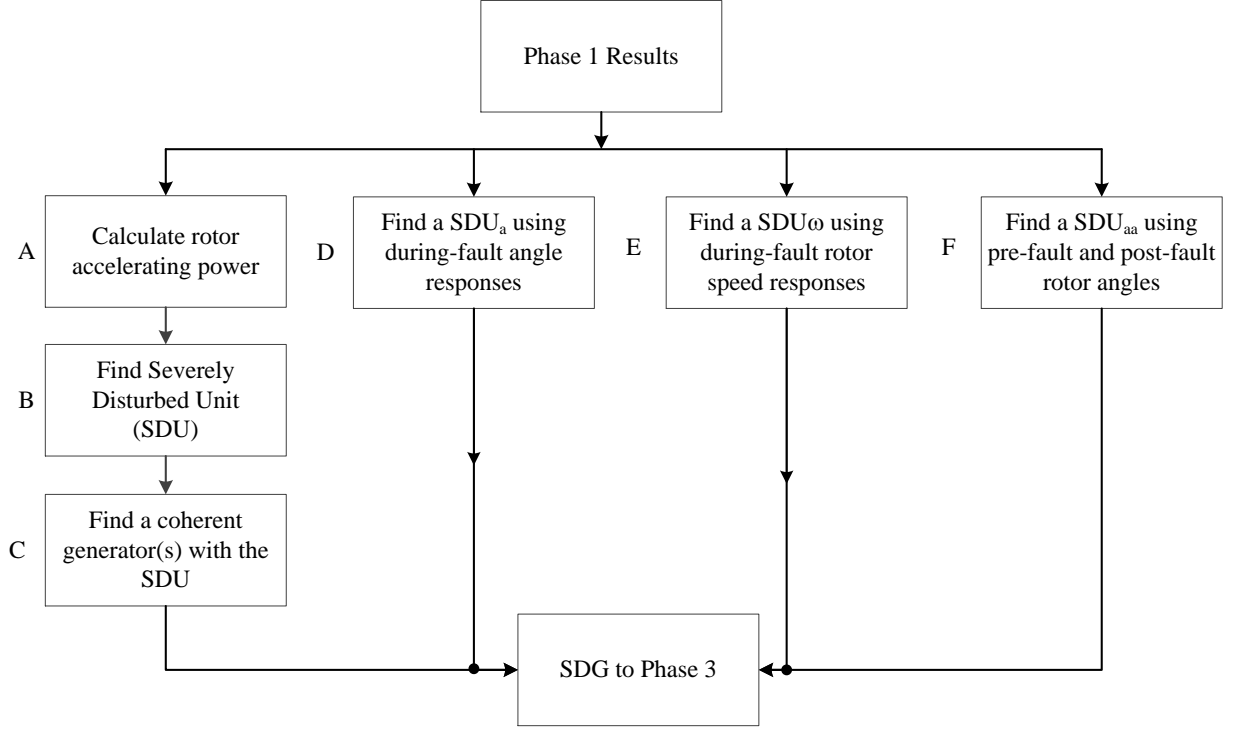 Phase 1 Results
A
Calculate rotor
accelerating power
B
Find Severely
Disturbed Unit
(SDU)
C
Find a coherent
generator(s) with the
SDU
D
Find a SDUa using
during-fault angle
responses
E
Find a SDUω using
during-fault rotor
speed responses
F
Find a SDUaa using
pre-fault and post-fault
rotor angles
SDG to Phase 3